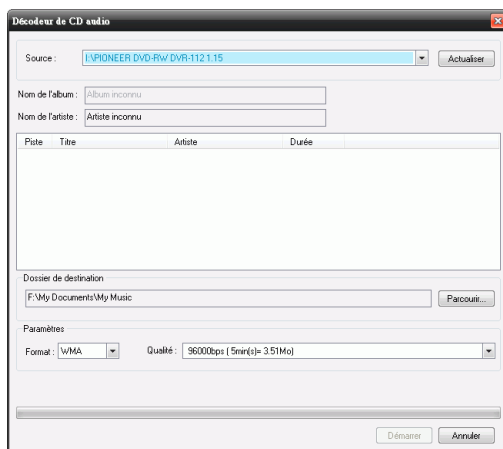 Décodeur de CD audio
Source : I:\PIONEER DVD-RW DVR-112 1.15 Actualiser
Nom de l'album : Album inconnu
Nom de l'artiste : Artiste inconnu
Piste Titre Artiste Durée
Dossier de destination
F:\My Documents\My Music Parcourir...
Paramètres
Format : WMA Qualité : 96000bps ( 5min(s)= 3.51Mo)
Démarrer Annuler